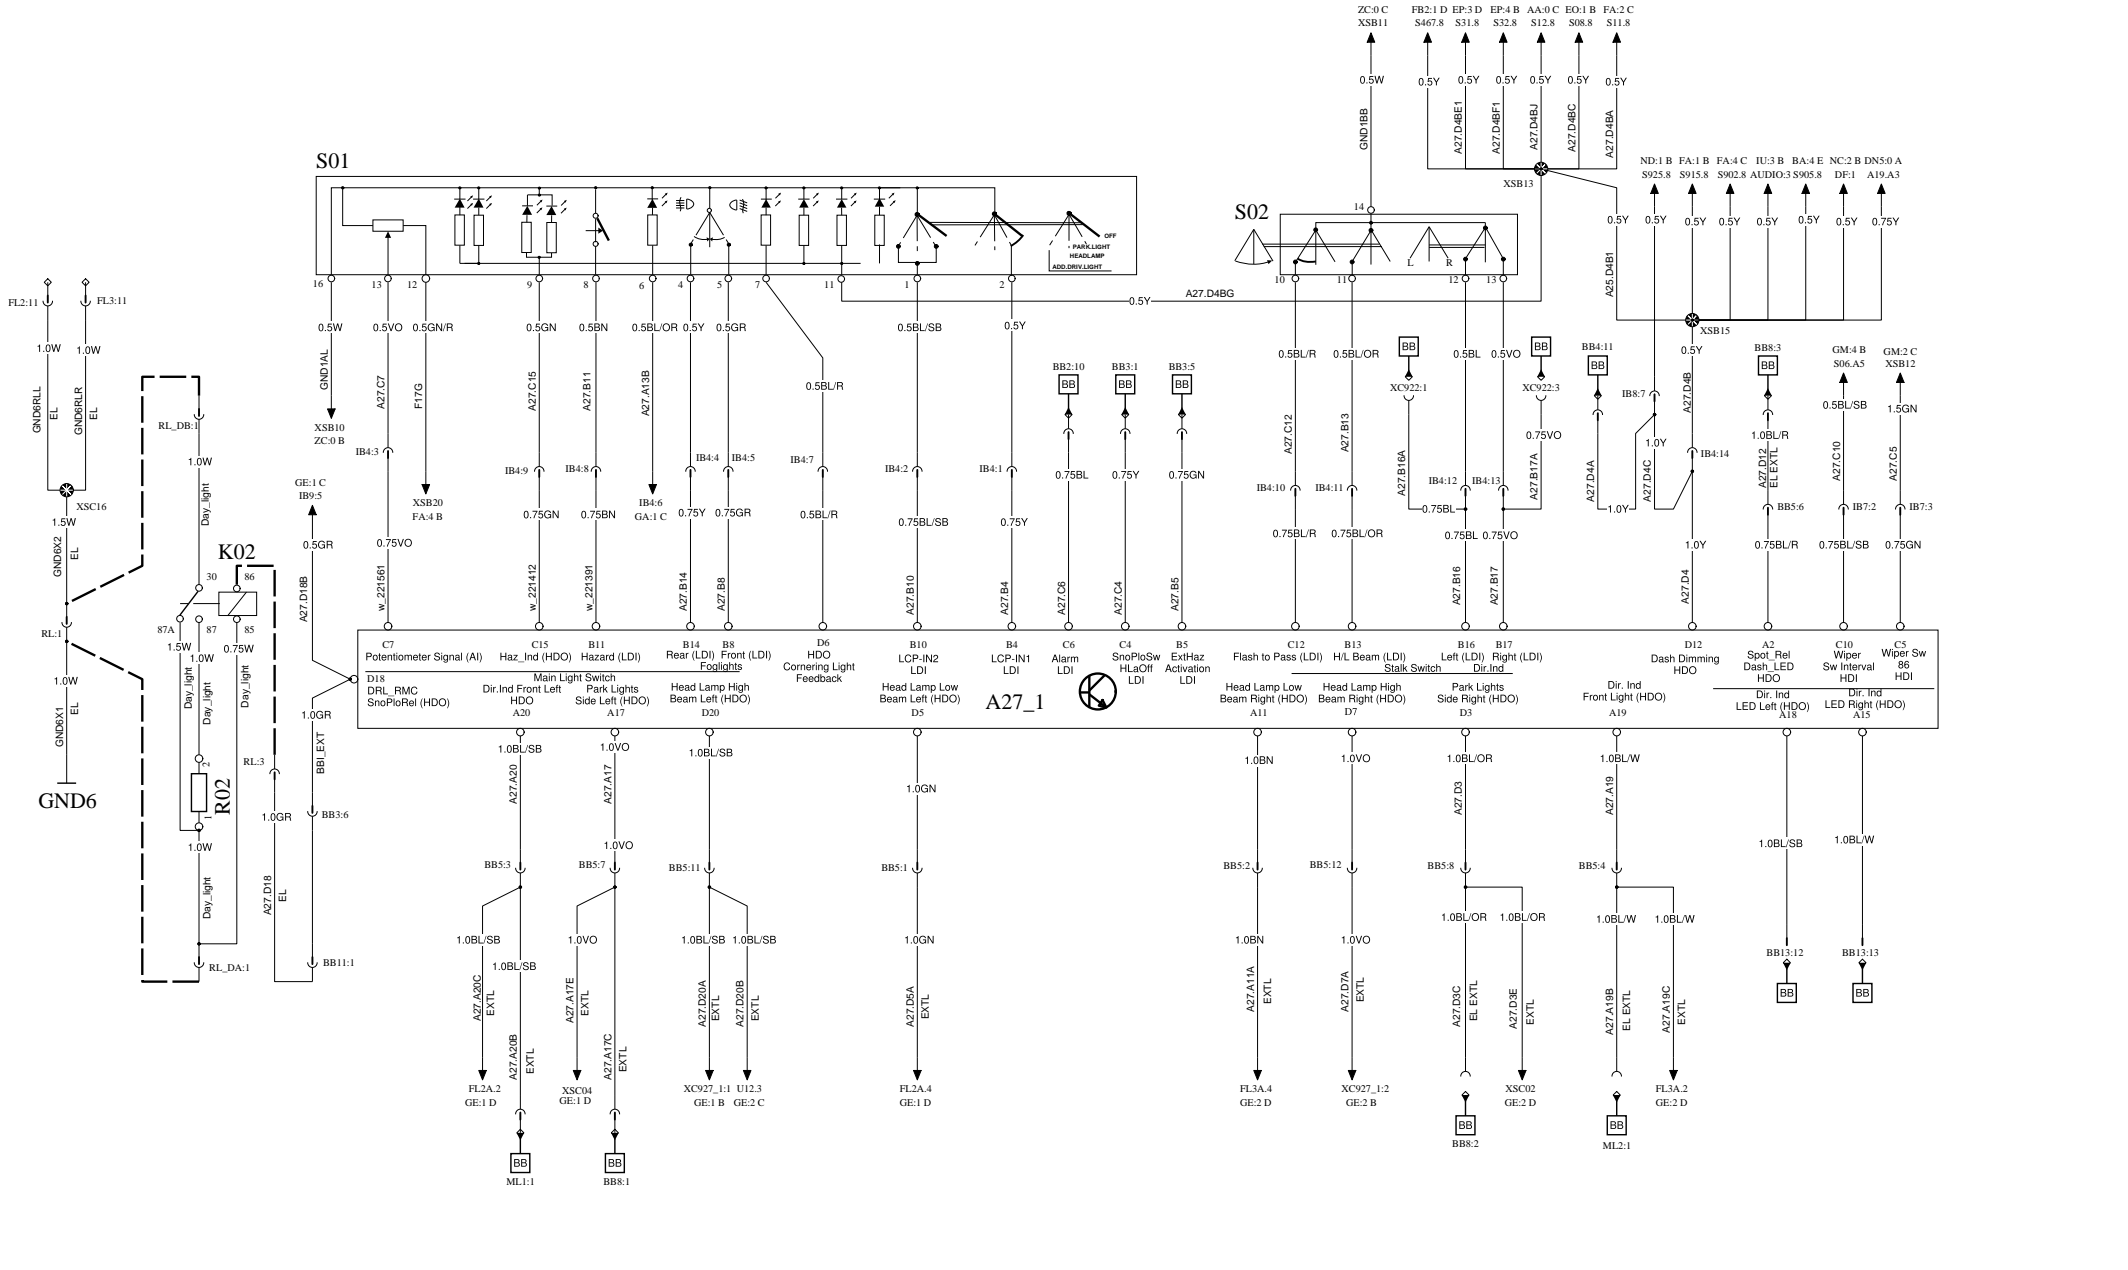 ZC:0 C
XSB11
FB2:1 D
S467.8
EP:3 D
S31.8
EP:4 B
S32.8
AA:0 C
S12.8
EO:1 B
S08.8
FA:2 C
S11.8
0.5W
0.5Y
0.5Y
0.5Y
0.5Y
0.5Y
0.5Y
GND1BB
A27.D4BE1
A27.D4BF1
A27.D4BJ
A27.D4BC
A27.D4BA
XSB13
ND:1 B
S925.8
FA:1 B
S915.8
FA:4 C
S902.8
IU:3 B
AUDIO:3
BA:4 E
S905.8
NC:2 B
DF:1
DN5:0 A
A19.A3
0.5Y
0.5Y
0.5Y
0.5Y
0.5Y
0.5Y
0.5Y
0.75Y
A25.D4B1
XSB15
S01
OFF
PARK.LIGHT
HEADLAMP
ADD.DRIV.LIGHT
16
13
12
9
8
6
4
5
7
11
1
2
S02
14
L
R
10
11
12
13
0.5Y
A27.D4BG
FL2:11
FL3:11
1.0W
1.0W
GND6RLL
EL
GND6RLR
EL
XSC16
1.5W
GND6X2
EL
RL:1
1.0W
GND6X1
EL
GND6
RL_DB:1
1.0W
Day_light
K02
30
86
87A
87
85
1.5W
1.0W
0.75W
Day_light
Day_light
Day_light
2
R02
1
1.0W
Day_light
RL_DA:1
RL:3
1.0GR
A27.D18
EL
GE:1 C
IB9:5
0.5GR
A27.D18B
1.0GR
BBI_EXT
BB3:6
BB11:1
0.5W
GND1AL
XSB10
ZC:0 B
0.5VO
A27.C7
IB4:3
0.75VO
w_221561
0.5GN/R
F17G
XSB20
FA:4 B
0.5GN
A27.C15
IB4:9
0.75GN
w_221412
0.5BN
A27.B11
IB4:8
0.75BN
w_221391
0.5BL/OR
A27.A13B
IB4:6
GA:1 C
0.5Y
IB4:4
0.75Y
A27.B14
0.5GR
IB4:5
0.75GR
A27.B8
0.5BL/R
IB4:7
0.5BL/R
0.5BL/SB
IB4:2
0.75BL/SB
A27.B10
0.5Y
IB4:1
0.75Y
A27.B4
BB2:10
BB
0.75BL
A27.C6
BB3:1
BB
0.75Y
A27.C4
BB3:5
BB
0.75GN
A27.B5
0.5BL/R
A27.C12
IB4:10
0.75BL/R
0.5BL/OR
A27.B13
IB4:11
0.75BL/OR
BB
XC922:1
A27.B16A
0.75BL
0.5BL
IB4:12
0.75BL
A27.B16
0.5VO
IB4:13
0.75VO
A27.B17
BB
XC922:3
0.75VO
A27.B17A
BB4:11
BB
A27.D4A
1.0Y
IB8:7
1.0Y
A27.D4C
0.5Y
A27.D4B
IB4:14
1.0Y
A27.D4
BB8:3
BB
1.0BL/R
A27.D12
EL EXTL
BB5:6
0.75BL/R
GM:4 B
S06.A5
0.5BL/SB
A27.C10
IB7:2
0.75BL/SB
GM:2 C
XSB12
1.5GN
A27.C5
IB7:3
0.75GN
C7
Potentiometer Signal (AI)
C15
Haz_Ind (HDO)
B11
Hazard (LDI)
B14
Rear (LDI)
B8
Front (LDI)
Foglights
D6
HDO
Cornering Light
Feedback
B10
LCP-IN2
LDI
B4
LCP-IN1
LDI
C6
Alarm
LDI
C4
SnoPloSw
HLaOff
LDI
B5
ExtHaz
Activation
LDI
C12
Flash to Pass (LDI)
B13
H/L Beam (LDI)
Stalk Switch
B16
Left (LDI)
B17
Right (LDI)
Dir.Ind
D12
Dash Dimming
HDO
A2
Spot_Rel
Dash_LED
HDO
C10
Wiper
Sw Interval
HDI
C5
Wiper Sw
86
HDI
D18
DRL_RMC
SnoPloRel (HDO)
Main Light Switch
Dir.Ind Front Left
HDO
A20
Park Lights
Side Left (HDO)
A17
Head Lamp High
Beam Left (HDO)
D20
Head Lamp Low
Beam Left (HDO)
D5
A27_1
Head Lamp Low
Beam Right (HDO)
A11
Head Lamp High
Beam Right (HDO)
D7
Park Lights
Side Right (HDO)
D3
Dir. Ind
Front Light (HDO)
A19
Dir. Ind
LED Left (HDO)
A18
Dir. Ind
LED Right (HDO)
A15
1.0BL/SB
A27.A20
BB5:3
1.0BL/SB
A27.A20C
EXTL
FL2A.2
GE:1 D
1.0BL/SB
A27.A20B
EXTL
BB
ML1:1
1.0VO
A27.A17
1.0VO
BB5:7
1.0VO
A27.A17E
EXTL
XSC04
GE:1 D
A27.A17C
EXTL
BB
BB8:1
1.0BL/SB
BB5:11
1.0BL/SB
A27.D20A
EXTL
XC927_1:1
GE:1 B
1.0BL/SB
A27.D20B
EXTL
U12.3
GE:2 C
1.0GN
BB5:1
1.0GN
A27.D5A
EXTL
FL2A.4
GE:1 D
1.0BN
BB5:2
1.0BN
A27.A11A
EXTL
FL3A.4
GE:2 D
1.0VO
BB5:12
1.0VO
A27.D7A
EXTL
XC927_1:2
GE:2 B
1.0BL/OR
A27.D3
BB5:8
1.0BL/OR
A27.D3C
EL EXTL
BB
BB8:2
1.0BL/OR
A27.D3E
EXTL
XSC02
GE:2 D
1.0BL/W
A27.A19
BB5:4
1.0BL/W
A27.A19B
EL EXTL
BB
ML2:1
1.0BL/W
A27.A19C
EXTL
FL3A.2
GE:2 D
1.0BL/SB
BB13:12
BB
1.0BL/W
BB13:13
BB